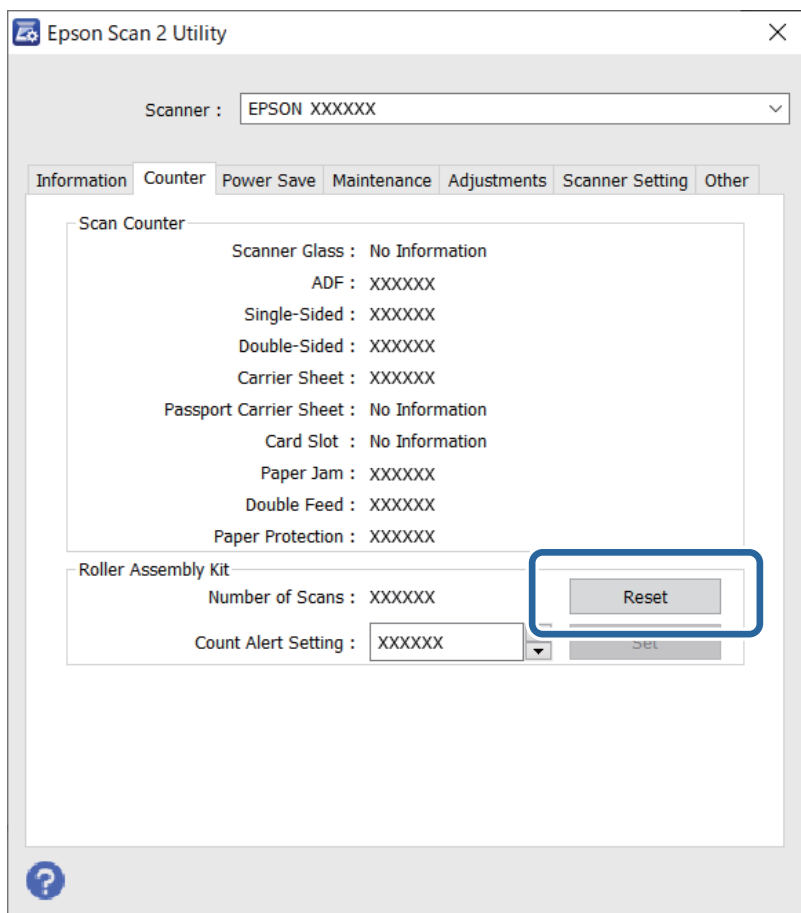 Epson Scan 2 Utility
Scanner : EPSON XXXXXX
Information Counter Power Save Maintenance Adjustments Scanner Setting Other
Scan Counter
Scanner Glass : No Information
ADF : XXXXXX
Single-Sided : XXXXXX
Double-Sided : XXXXXX
Carrier Sheet : XXXXXX
Passport Carrier Sheet : No Information
Card Slot : No Information
Paper Jam : XXXXXX
Double Feed : XXXXXX
Paper Protection : XXXXXX
Roller Assembly Kit
Number of Scans : XXXXXX Reset
Count Alert Setting : XXXXXX Set
?